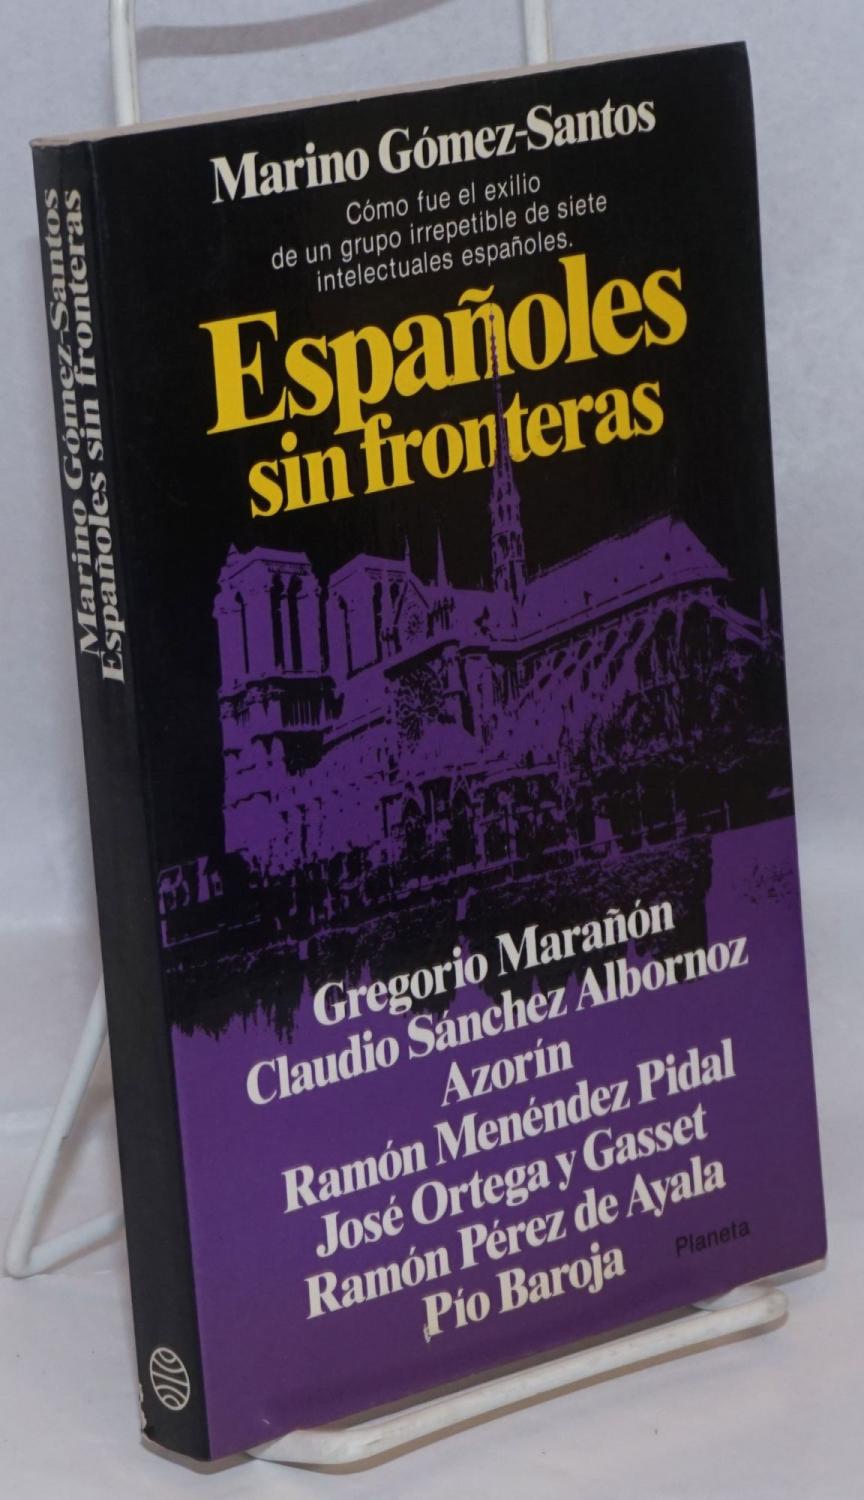 Marino Gómez-Santos
Cómo fue el exilio
de un grupo irrepetible de siete
intelectuales españoles.
Españoles
sin fronteras
Gregorio Marañón
Claudio Sánchez Albornoz
Azorín
Ramón Menéndez Pidal
José Ortega y Gasset
Ramón Pérez de Ayala
Pío Baroja
Planeta
Marino Gómez-Santos
Españoles sin fronteras